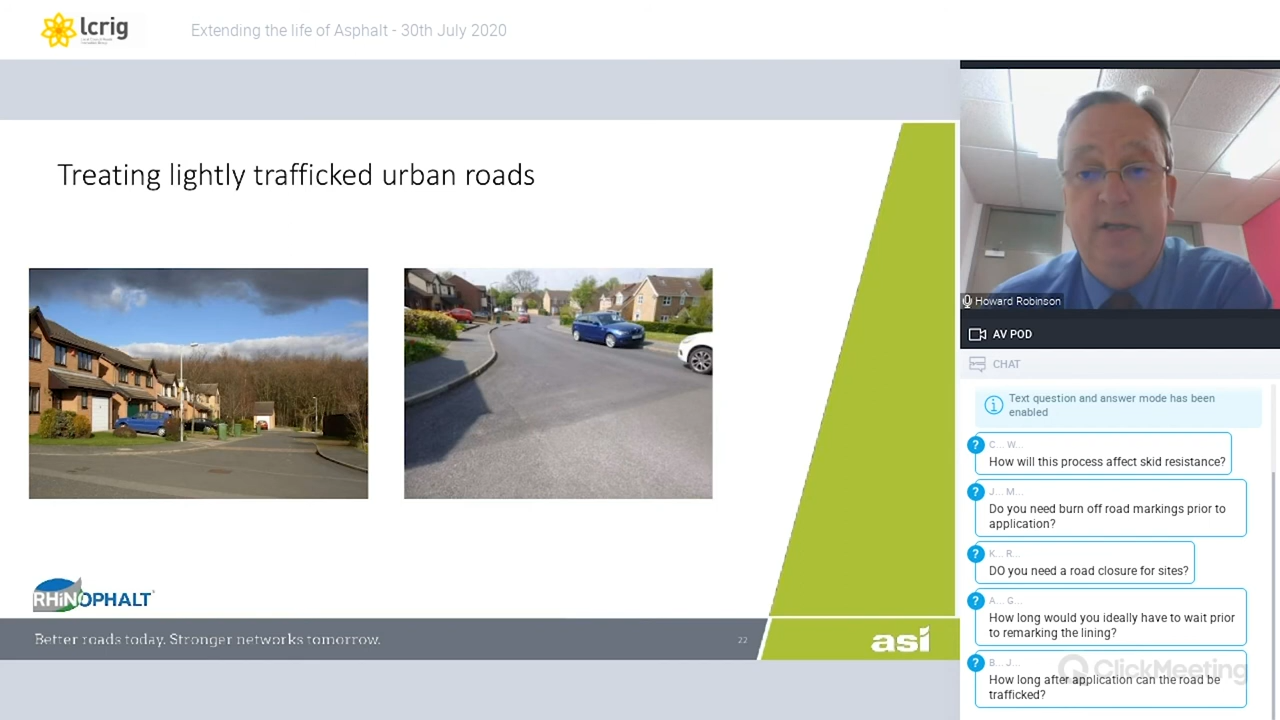 lcrig
Extending the life of Asphalt - 30th July 2020
Treating lightly trafficked urban roads
RHiNOPHALT
Better roads today. Stronger networks tomorrow.
22
asi
Howard Robinson
AV POD
CHAT
Text question and answer mode has been
enabled
? C... W...
How will this process affect skid resistance?
? J... M...
Do you need burn off road markings prior to
application?
? K... R...
DO you need a road closure for sites?
? A... G...
How long would you ideally have to wait prior
to remarking the lining?
? B... J...
How long after application can the road be
trafficked?
ClickMeeting